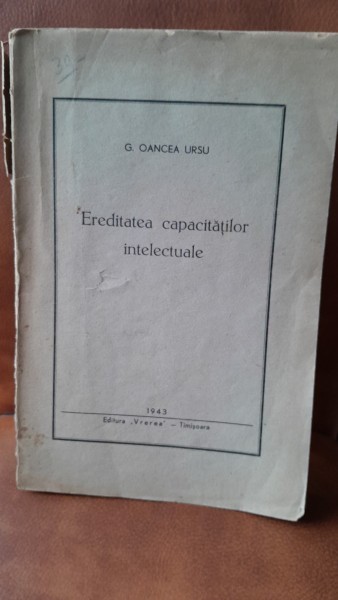 G. OANCEA URSU
Ereditatea capacităților
intelectuale
1943
Editura „Vrerea" — Timișoara